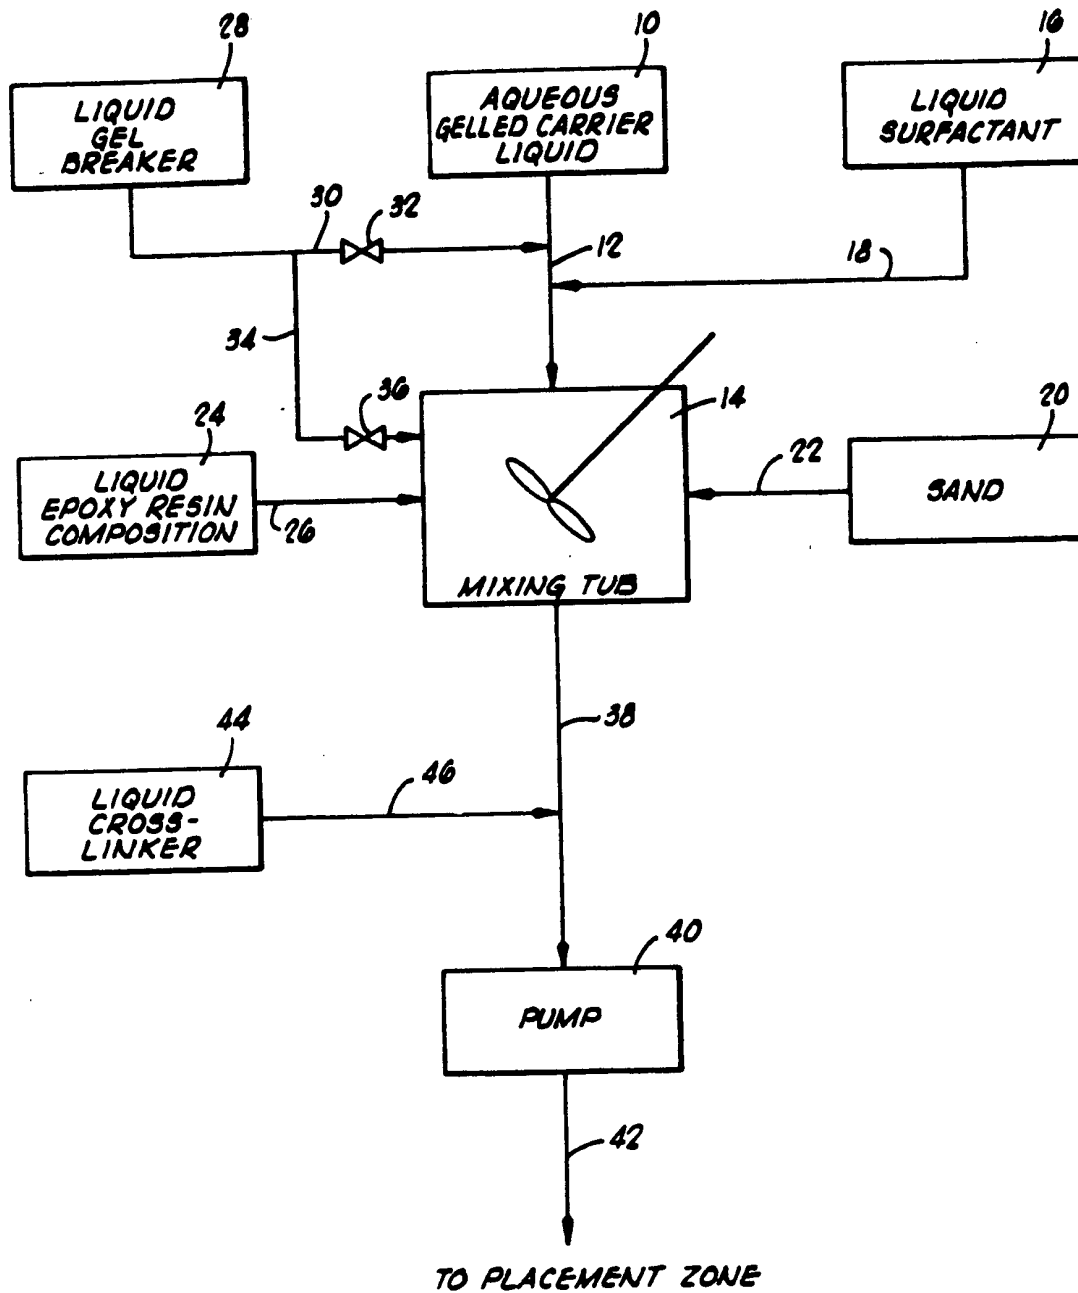 28
10
16
LIQUID
GEL
BREAKER
AQUEOUS
GELLED CARRIER
LIQUID
LIQUID
SURFACTANT
30
32
12
18
34
36
14
24
22
20
LIQUID
EPOXY RESIN
COMPOSITION
26
SAND
MIXING TUB
38
44
46
LIQUID
CROSS-
LINKER
40
PUMP
42
TO PLACEMENT ZONE